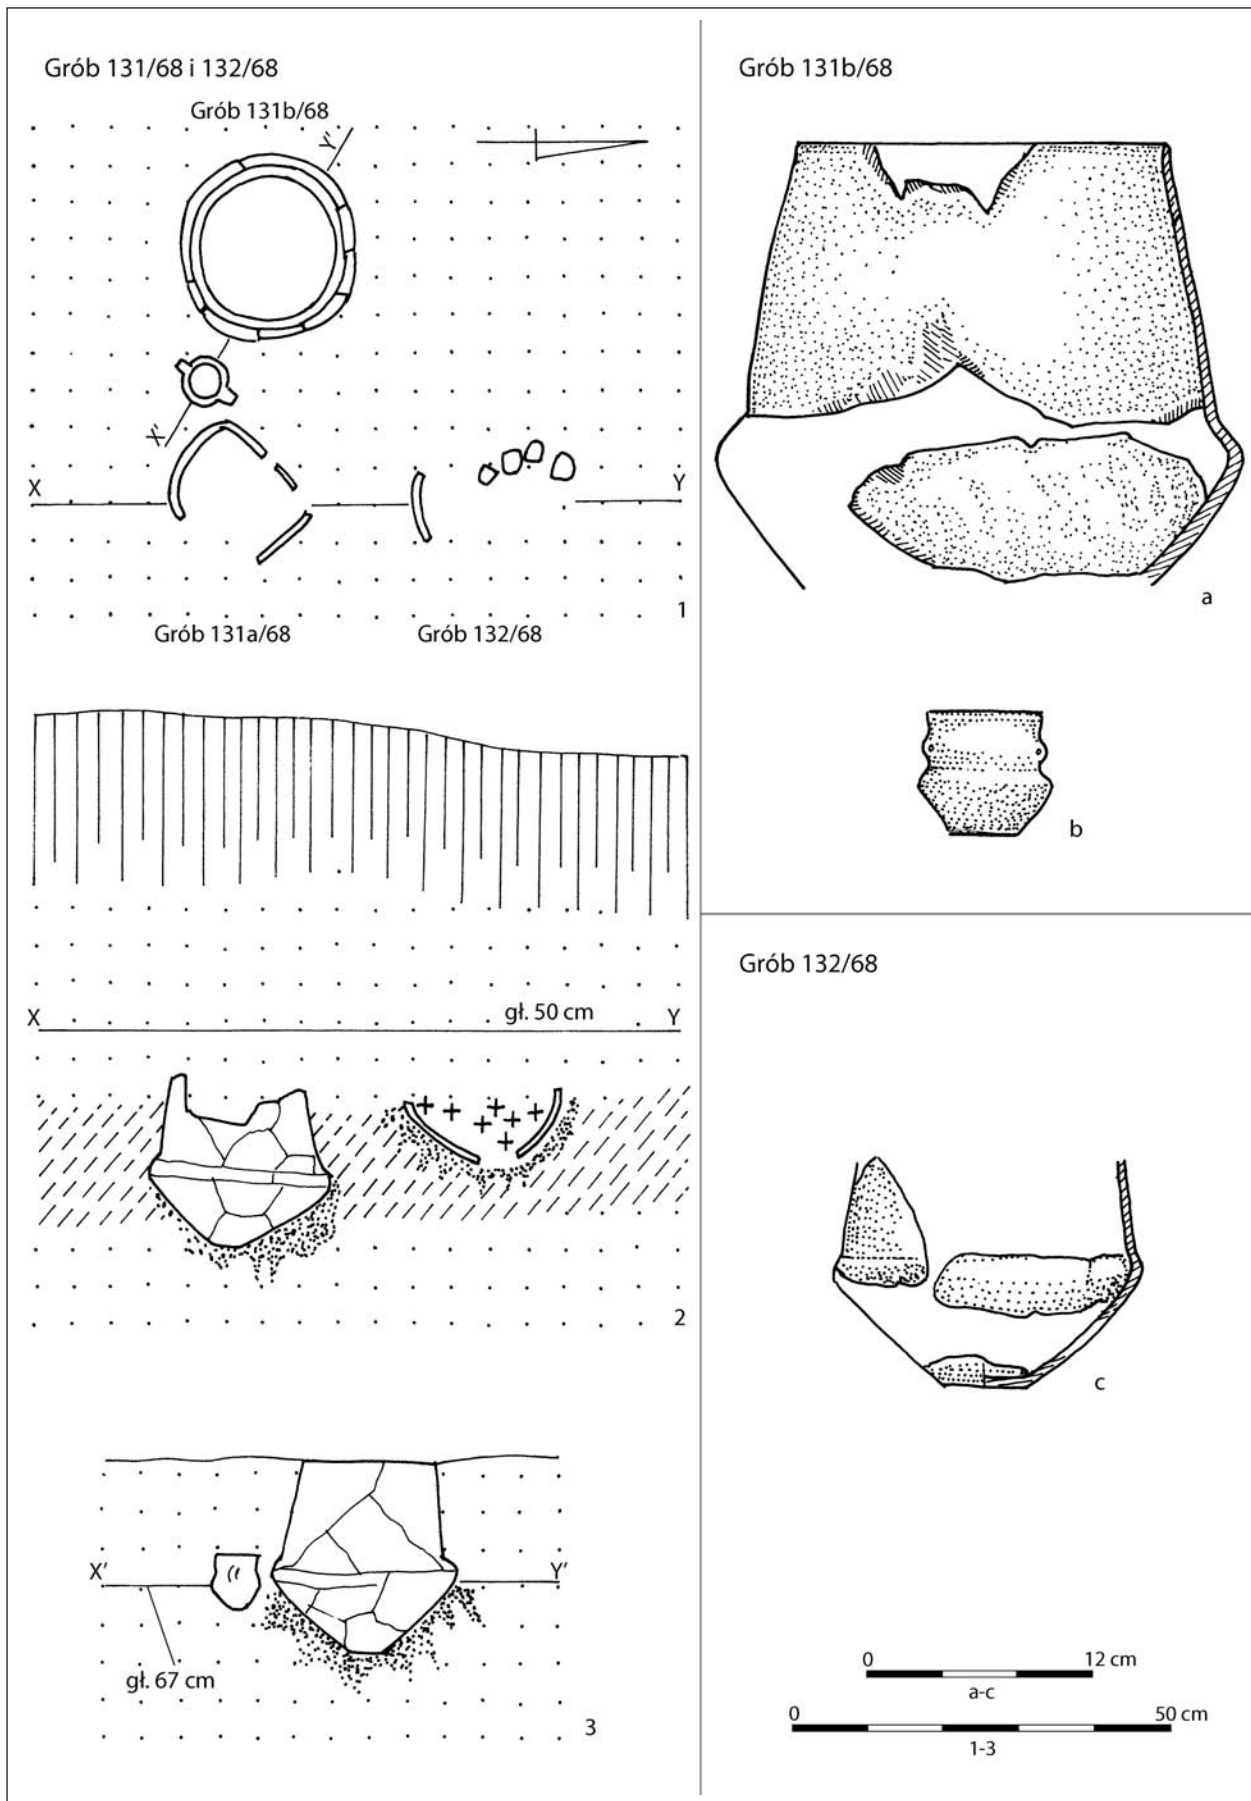 Grób 131/68 i 132/68
Grób 131b/68
Y'
X'
X
Y
1
Grób 131a/68
Grób 132/68
X
gł. 50 cm
Y
2
X'
Y'
gł. 67 cm
3
Grób 131b/68
a
b
Grób 132/68
c
0 12 cm
a-c
0 50 cm
1-3